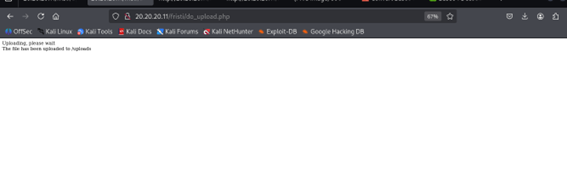 20.20.20.11/fristi/do_upload.php
67%
OffSec Kali Linux Kali Tools Kali Docs Kali Forums Kali NetHunter Exploit-DB Google Hacking DB
Uploading, please wait
The file has been uploaded to /uploads